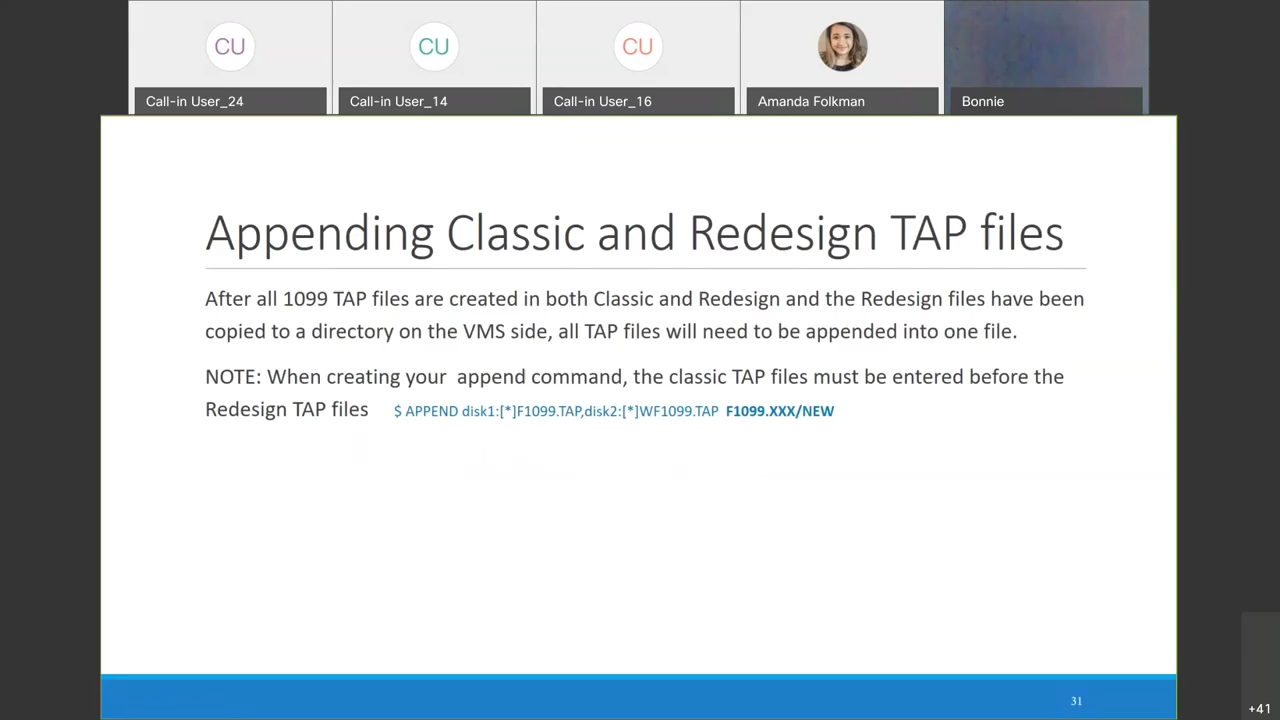 CU
CU
CU
Call-in User_24
Call-in User_14
Call-in User_16
Amanda Folkman
Bonnie
Appending Classic and Redesign TAP files
After all 1099 TAP files are created in both Classic and Redesign and the Redesign files have been
copied to a directory on the VMS side, all TAP files will need to be appended into one file.
NOTE: When creating your  append command, the classic TAP files must be entered before the
Redesign TAP files $ APPEND disk1:[*]F1099.TAP,disk2:[*]WF1099.TAP F1099.XXX/NEW
31
+41